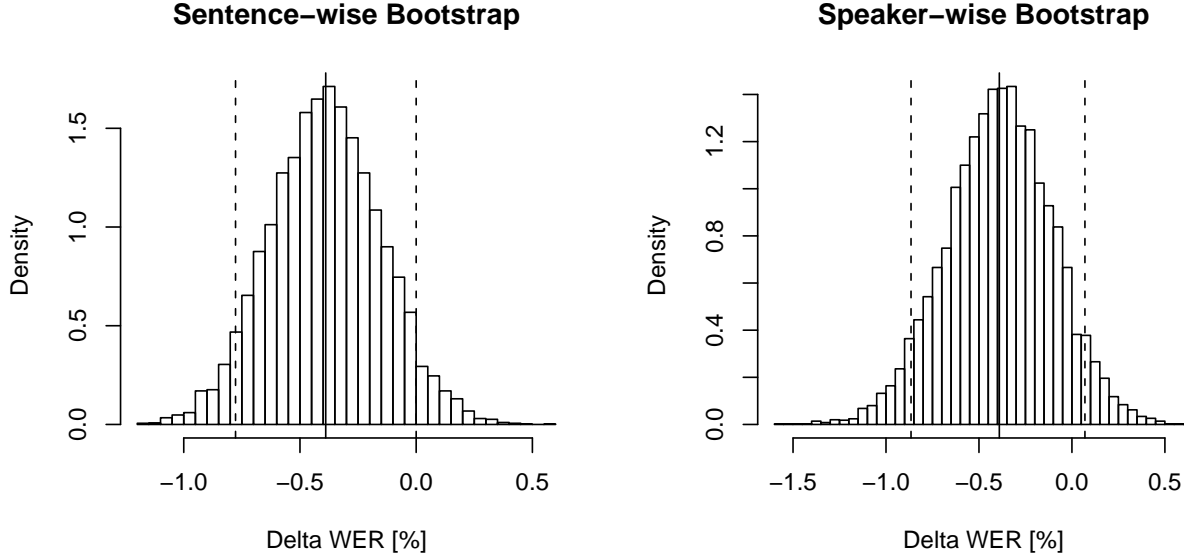 Sentence−wise Bootstrap
Density
0.0 0.5 1.0 1.5
−1.0 −0.5 0.0 0.5
Delta WER [%]
Speaker−wise Bootstrap
Density
0.0 0.4 0.8 1.2
−1.5 −1.0 −0.5 0.0 0.5
Delta WER [%]